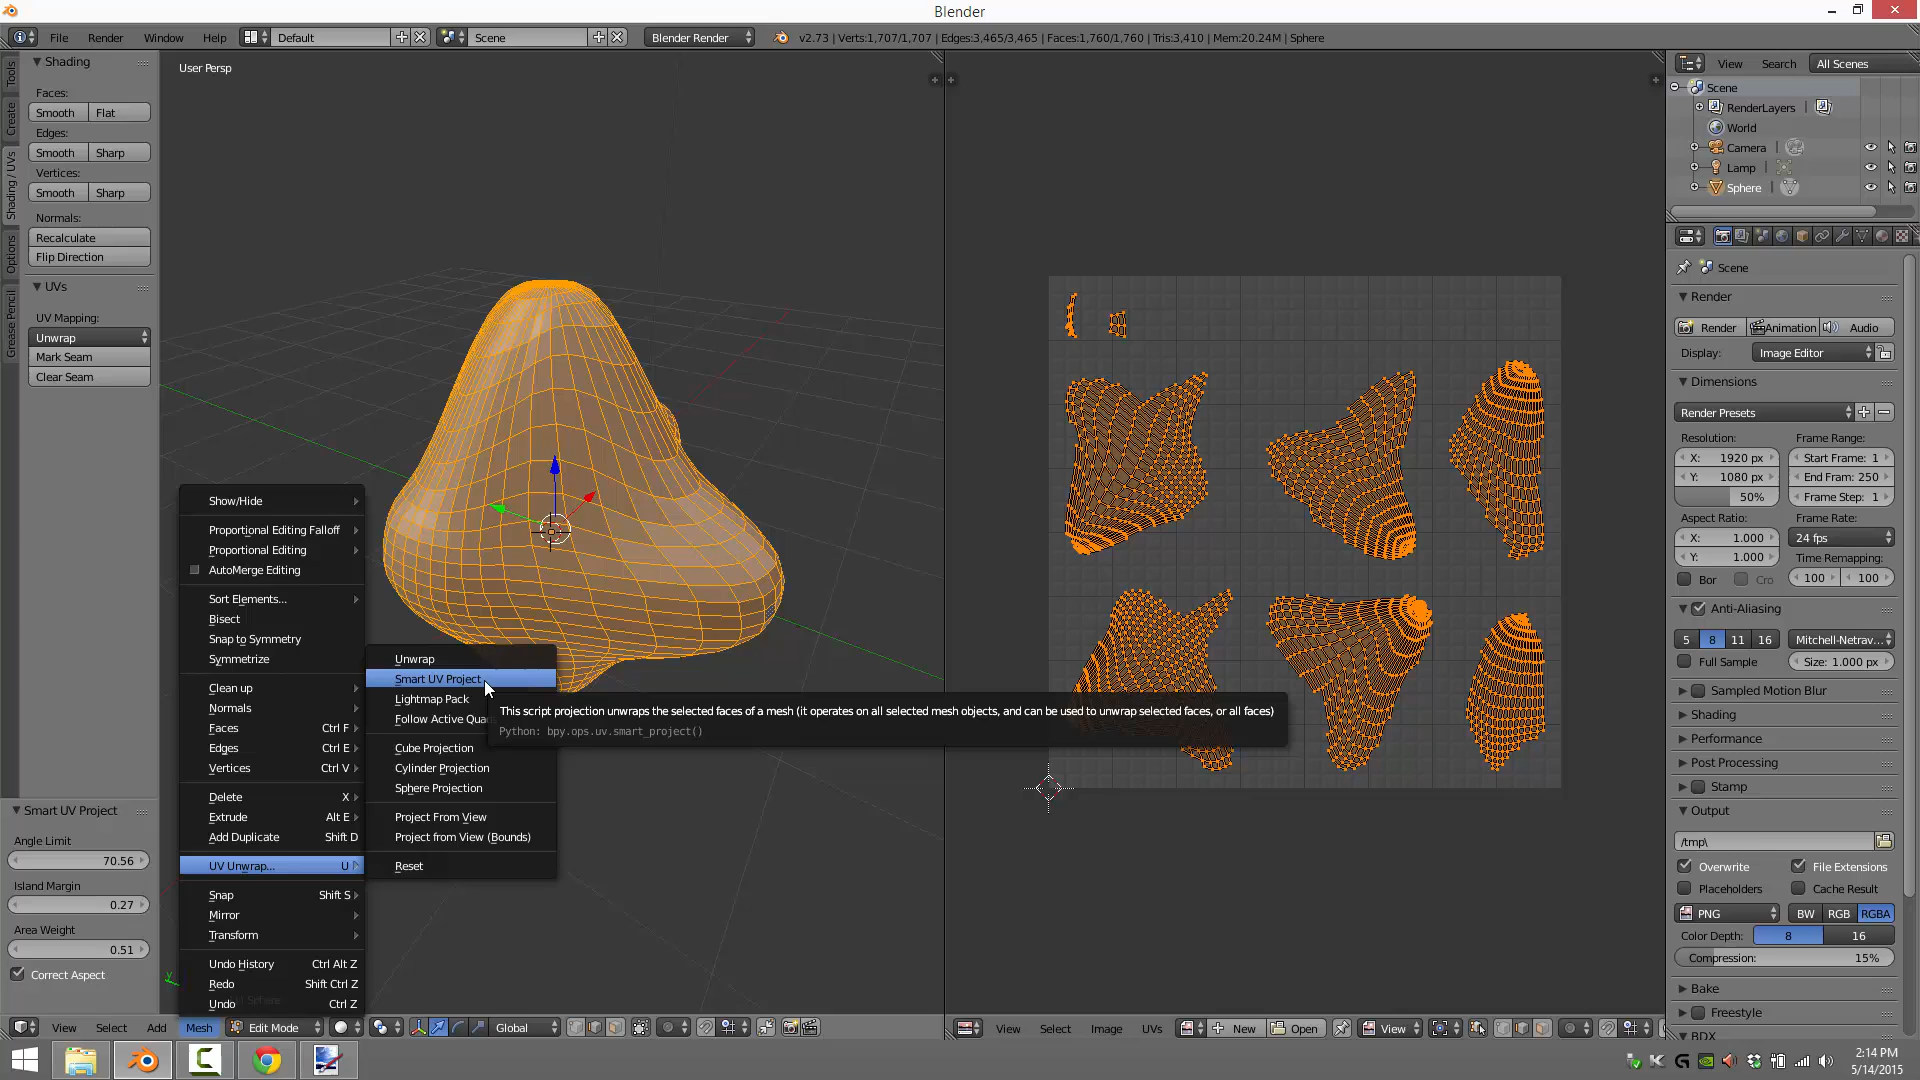 Blender
File Render Window Help Default Scene Blender Render v2.73 | Verts:1,707/1,707 | Edges:3,465/3,465 | Faces:1,760/1,760 | Tris:3,410 | Mem:20.24M | Sphere
Tools
Create
Shading / UVs
Options
Grease Pencil
Shading
Faces:
Smooth Flat
Edges:
Smooth Sharp
Vertices:
Smooth Sharp
Normals:
Recalculate
Flip Direction
UVs
UV Mapping:
Unwrap
Mark Seam
Clear Seam
Smart UV Project
Angle Limit
70.56
Island Margin
0.27
Area Weight
0.51
Correct Aspect
User Persp
Show/Hide
Proportional Editing Falloff
Proportional Editing
AutoMerge Editing
Sort Elements...
Bisect
Snap to Symmetry
Symmetrize
Clean up
Normals
Faces Ctrl F
Edges Ctrl E
Vertices Ctrl V
Delete X
Extrude Alt E
Add Duplicate Shift D
UV Unwrap... U
Snap Shift S
Mirror
Transform
Undo History Ctrl Alt Z
Redo Shift Ctrl Z
Undo Ctrl Z
Unwrap
Smart UV Project
Lightmap Pack
Follow Active Qua
Cube Projection
Cylinder Projection
Sphere Projection
Project From View
Project from View (Bounds)
Reset
This script projection unwraps the selected faces of a mesh (it operates on all selected mesh objects, and can be used to unwrap selected faces, or all faces)
Python: bpy.ops.uv.smart_project()
View Select Add Mesh Edit Mode Global
View Select Image UVs New Open View
View Search All Scenes
Scene
RenderLayers
World
Camera
Lamp
Sphere
Scene
Render
Render Animation Audio
Display: Image Editor
Dimensions
Render Presets
Resolution: Frame Range:
X: 1920 px Start Frame: 1
Y: 1080 px End Fram: 250
50% Frame Step: 1
Aspect Ratio: Frame Rate:
X: 1.000 24 fps
Y: 1.000 Time Remapping:
Bor Cro 100 100
Anti-Aliasing
5 8 11 16 Mitchell-Netrav...
Full Sample Size: 1.000 px
Sampled Motion Blur
Shading
Performance
Post Processing
Stamp
Output
/tmp\
Overwrite File Extensions
Placeholders Cache Result
PNG BW RGB RGBA
Color Depth: 8 16
Compression: 15%
Bake
Freestyle
BDX
2:14 PM
5/14/2015